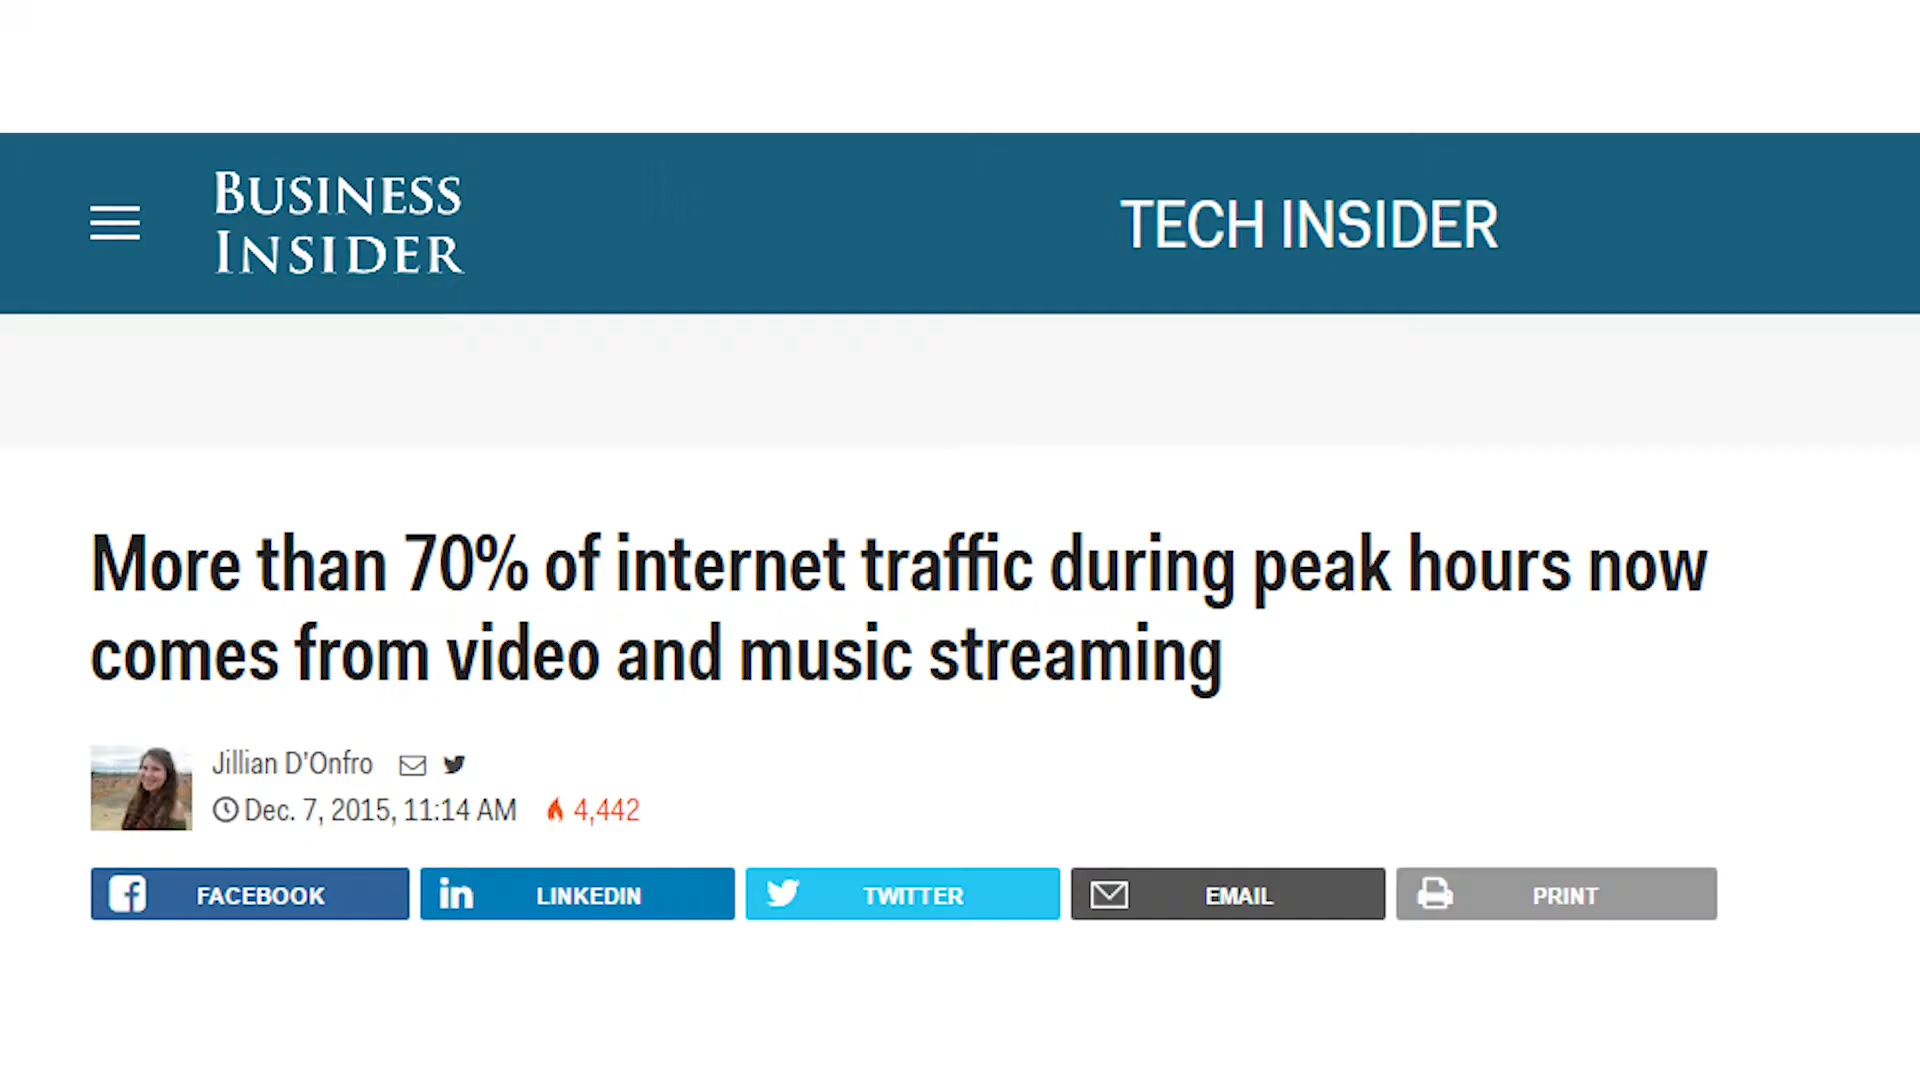 BUSINESS
INSIDER
TECH INSIDER
More than 70% of internet traffic during peak hours now
comes from video and music streaming
Jillian D'Onfro
Dec. 7, 2015, 11:14 AM 4,442
FACEBOOK LINKEDIN TWITTER EMAIL PRINT